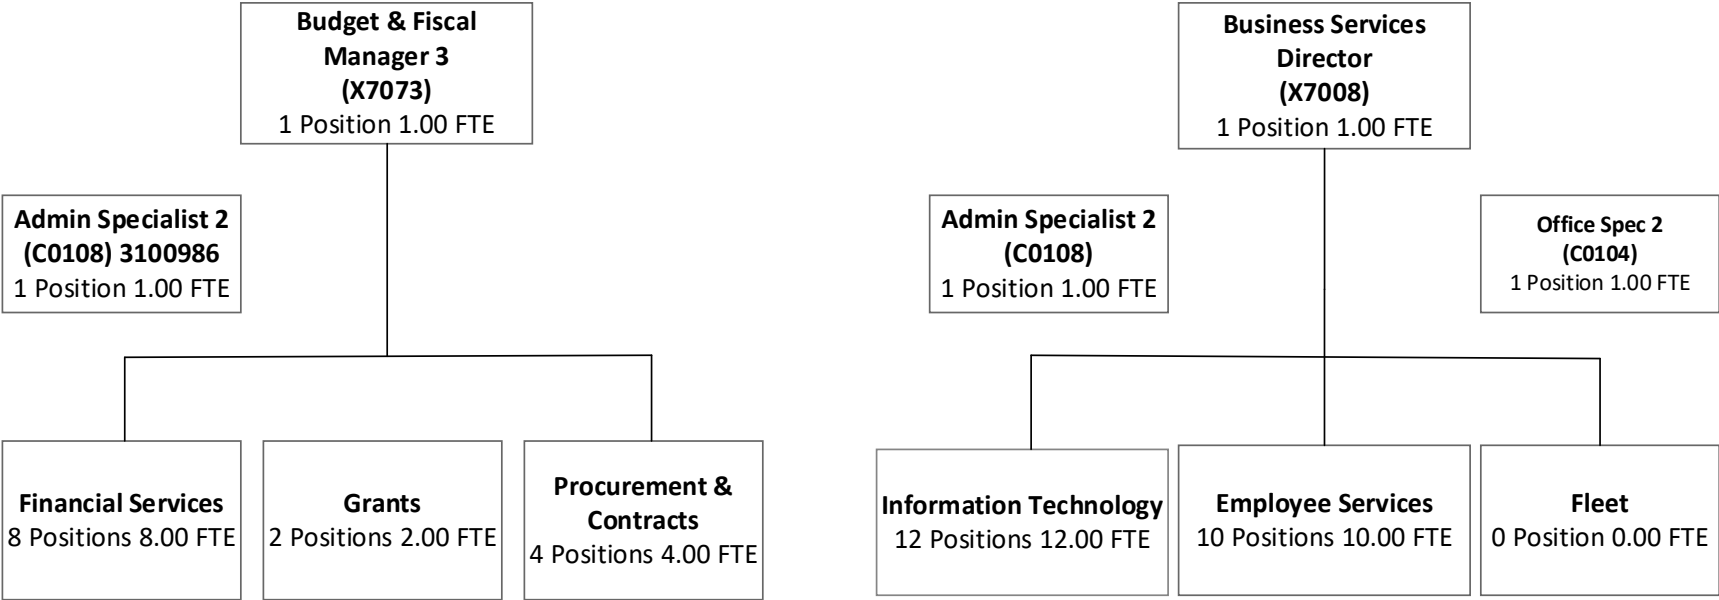 Budget & Fiscal
Manager 3
(X7073)
1 Position 1.00 FTE
Business Services
Director
(X7008)
1 Position 1.00 FTE
Admin Specialist 2
(C0108) 3100986
1 Position 1.00 FTE
Admin Specialist 2
(C0108)
1 Position 1.00 FTE
Office Spec 2
(C0104)
1 Position 1.00 FTE
Financial Services
8 Positions 8.00 FTE
Grants
2 Positions 2.00 FTE
Procurement &
Contracts
4 Positions 4.00 FTE
Information Technology
12 Positions 12.00 FTE
Employee Services
10 Positions 10.00 FTE
Fleet
0 Position 0.00 FTE